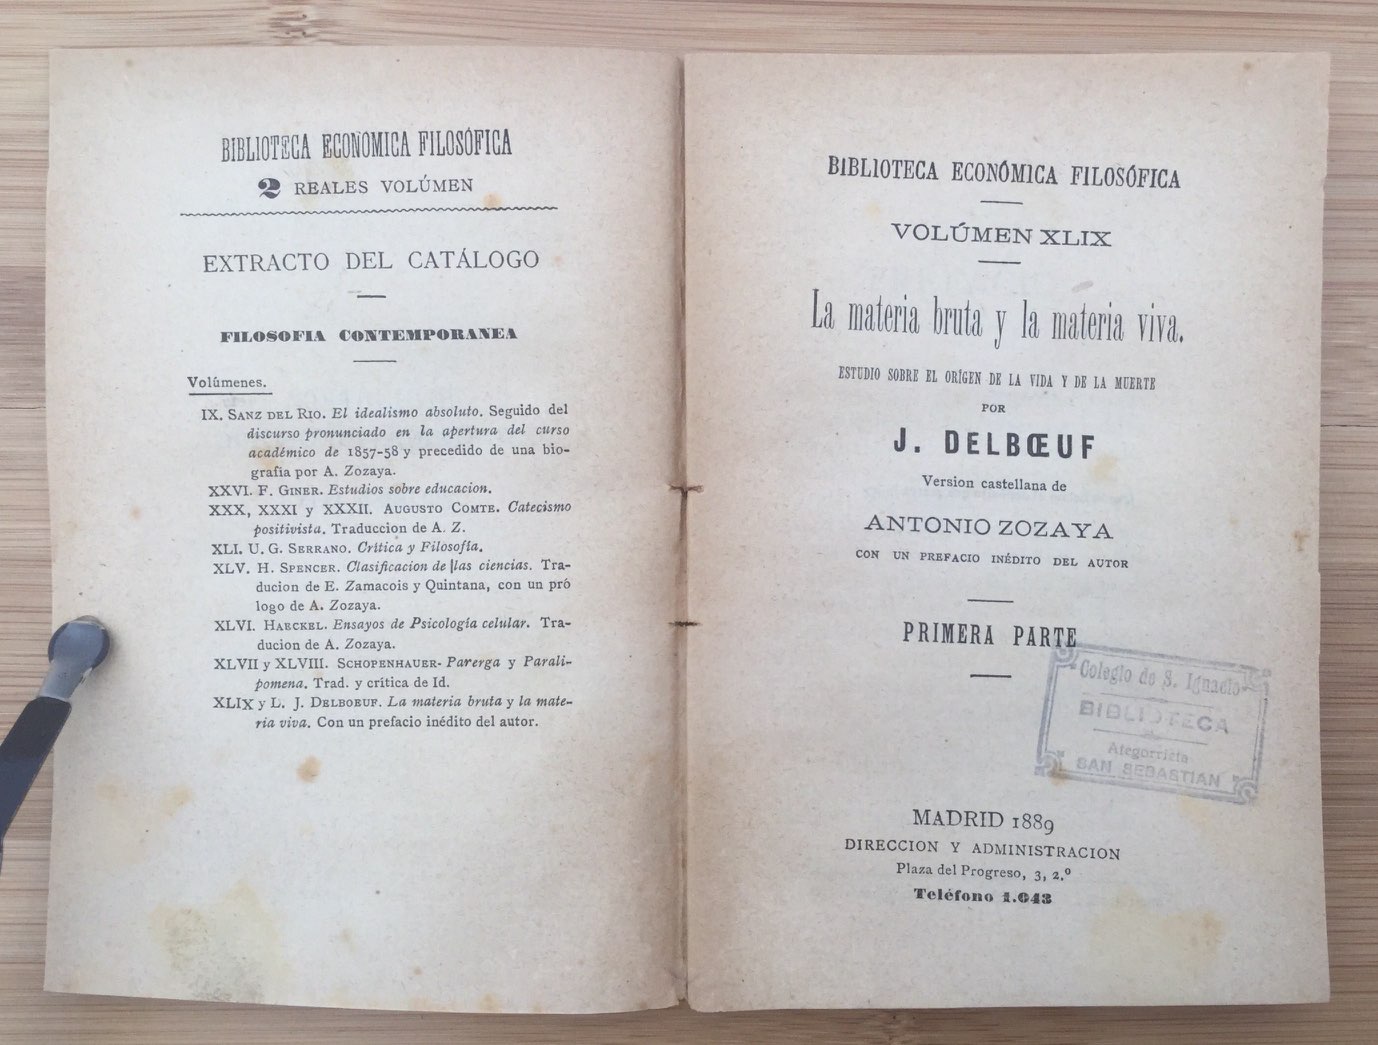 BIBLIOTECA ECONOMICA FILOSÓFICA
2 REALES VOLÚMEN
EXTRACTO DEL CATÁLOGO
FILOSOFIA CONTEMPORANEA
Volúmenes.
IX. SANZ DEL RIO. El idealismo absoluto. Seguido del
discurso pronunciado en la apertura del curso
académico de 1857-58 y precedido de una bio-
grafía por A. Zozaya.
XXVI. F. GINER. Estudios sobre educacion.
XXX, XXXI y XXXII. AUGUSTO COMTE. Catecismo
positivista. Traduccion de A. Z.
XLI. U. G. SERRANO. Crítica y Filosofía.
XLV. H. SPENCER. Clasificacion de las ciencias. Tra-
ducion de E. Zamacois y Quintana, con un pró
logo de A. Zozaya.
XLVI. HAECKEL. Ensayos de Psicología celular. Tra-
ducion de A. Zozaya.
XLVII y XLVIII. SCHOPENHAUER- Parerga y Parali-
pomena. Trad. y crítica de Id.
XLIX y L. J. DELBOEUF. La materia bruta y la mate-
ria viva. Con un prefacio inédito del autor.
BIBLIOTECA ECONÓMICA FILOSÓFICA
VOLÚMEN XLIX
La materia bruta y la materia viva.
ESTUDIO SOBRE EL ORÍGEN DE LA VIDA Y DE LA MUERTE
POR
J. DELBŒUF
Version castellana de
ANTONIO ZOZAYA
CON UN PREFACIO INÉDITO DEL AUTOR
PRIMERA PARTE
Colegio de S. Ignacio
BIBLIOTECA
Ategorrieta
SAN SEBASTIAN
MADRID 1889
DIRECCION Y ADMINISTRACION
Plaza del Progreso, 3, 2.º
Teléfono 1.043